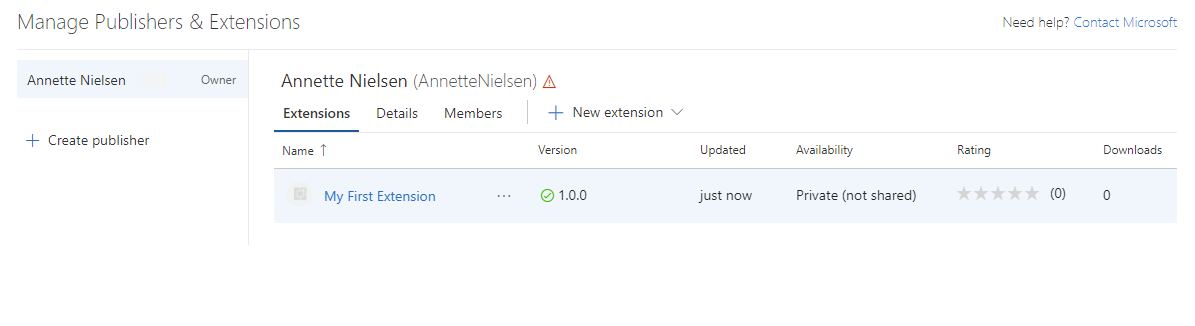 Manage Publishers & Extensions
Need help? Contact Microsoft
Annette Nielsen Owner
Create publisher
Annette Nielsen (AnnetteNielsen)
Extensions Details Members New extension
Name Version Updated Availability Rating Downloads
My First Extension ... 1.0.0 just now Private (not shared) (0) 0